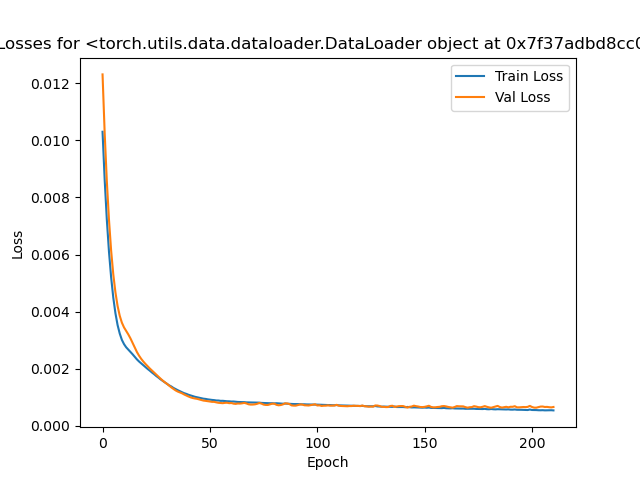 Losses for <torch.utils.data.dataloader.DataLoader object at 0x7f37adbd8cc0
Train Loss
Val Loss
0.012
0.010
0.008
0.006
0.004
0.002
0.000
Loss
0
50
100
150
200
Epoch